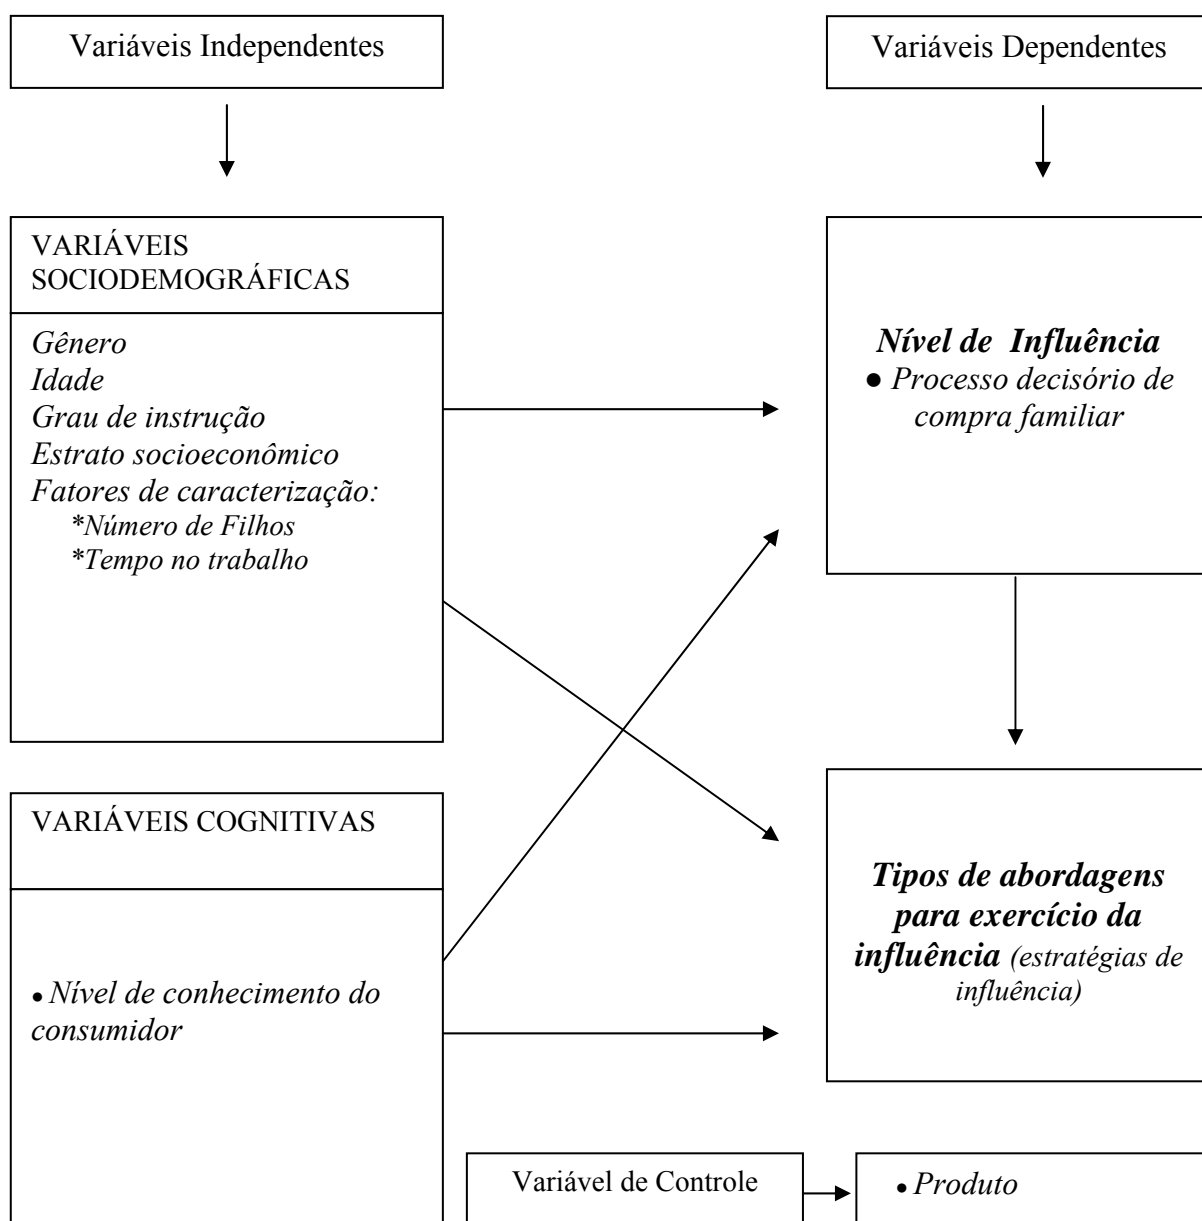 Variáveis Independentes
Variáveis Dependentes
VARIÁVEIS
SOCIODEMOGRÁFICAS
Gênero
Idade
Grau de instrução
Estrato socioeconômico
Fatores de caracterização:
*Número de Filhos
*Tempo no trabalho
Nível de Influência
● Processo decisório de
compra familiar
VARIÁVEIS COGNITIVAS
● Nível de conhecimento do
consumidor
Tipos de abordagens
para exercício da
influência (estratégias de
influência)
Variável de Controle
● Produto